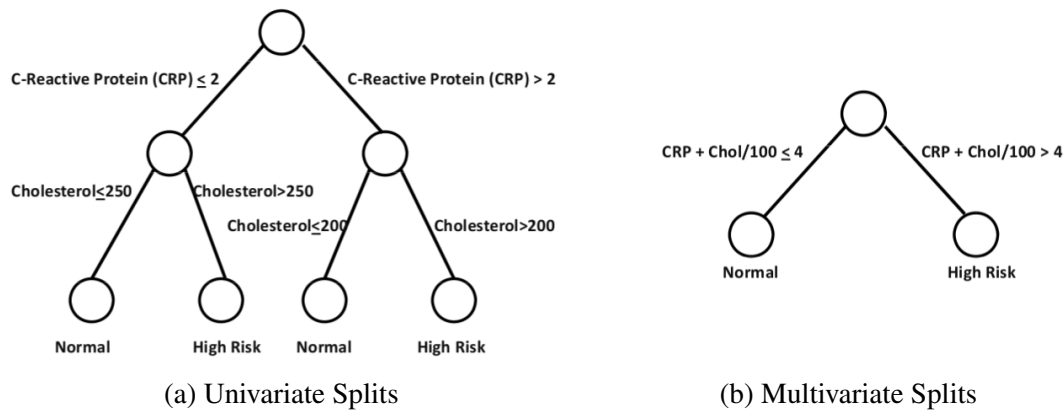 C-Reactive Protein (CRP) ≤ 2
C-Reactive Protein (CRP) > 2
Cholesterol≤250
Cholesterol>250
Cholesterol≤200
Cholesterol>200
Normal
High Risk
Normal
High Risk
(a) Univariate Splits
CRP + Chol/100 ≤ 4
CRP + Chol/100 > 4
Normal
High Risk
(b) Multivariate Splits